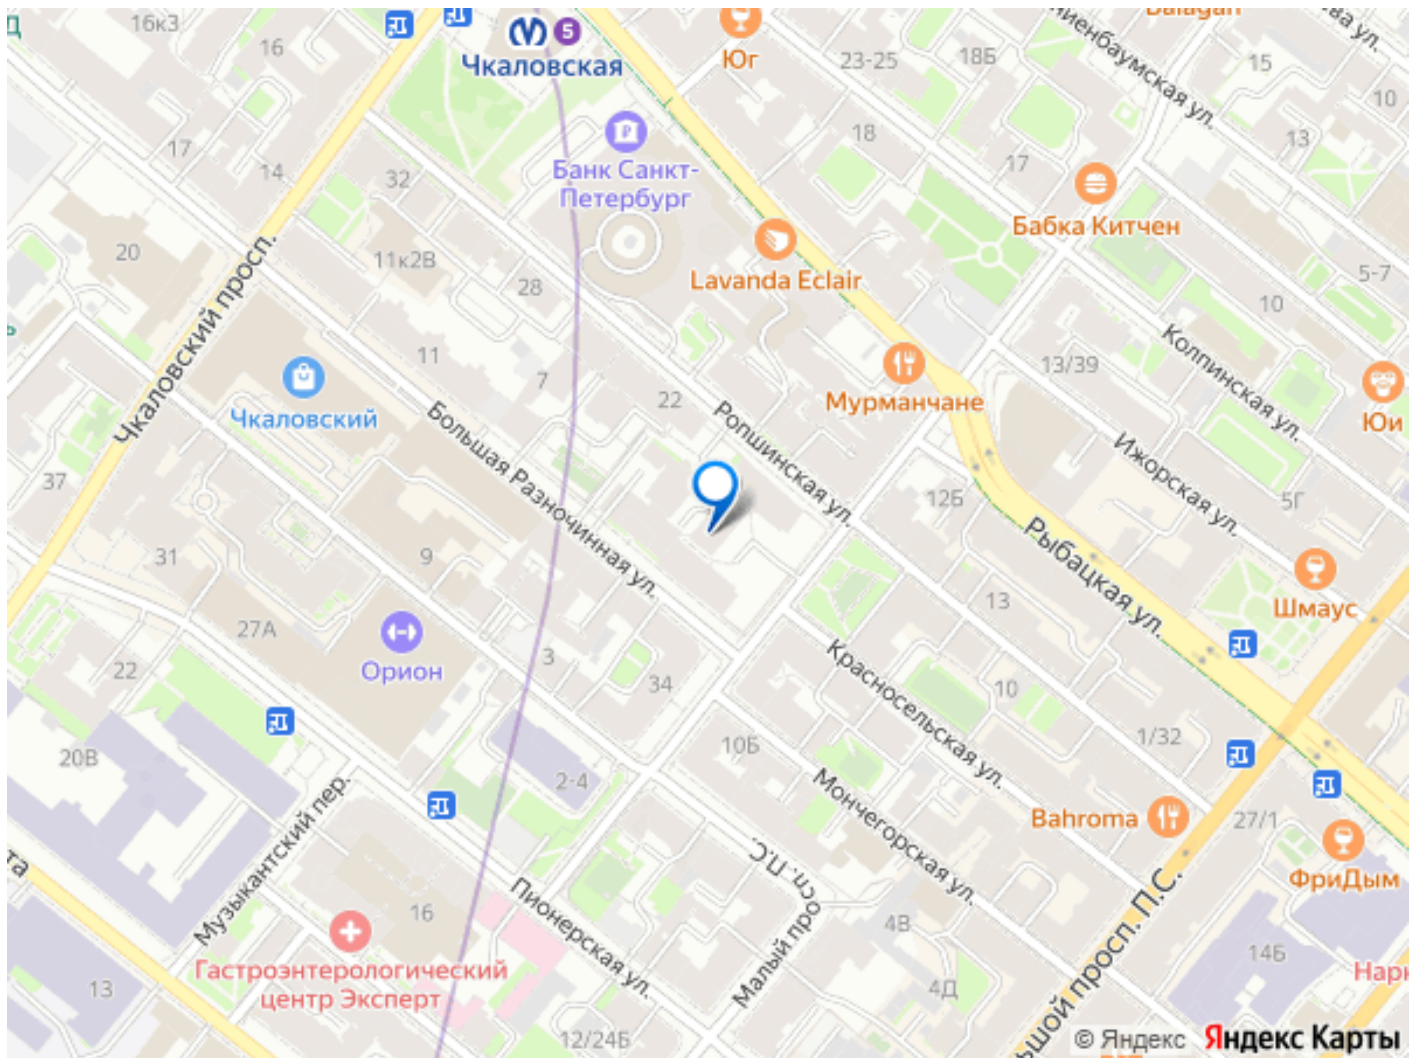 16к3
16
5
Чкаловская
Юг
23-25
18Б
Balagan
ул.
15
10
13
17
14
32
Банк Санкт-
Петербург
18
17
Бабка Китчен
20
11к2В
28
Lavanda Eclair
5-7
10
Чкаловский просп.
11
7
22
Мурманчане
13/39
Колпинская ул.
Юи
Чкаловский
Большая Разночинная ул.
Ропшинская ул.
Ижорская ул.
37
31
9
12Б
5Г
Рыбацкая ул.
Шмаус
27А
Орион
3
34
13
Красносельская ул.
10
22
20В
10Б
1/32
2-4
Мончегорская ул.
Bahroma
27/1
ФриДым
Музыкантский пер.
Пионерская ул.
Малый просп. П.С.
16
4В
14Б
13
Гастроэнтерологический
центр Эксперт
12/24Б
4Д
© Яндекс
Яндекс Карты